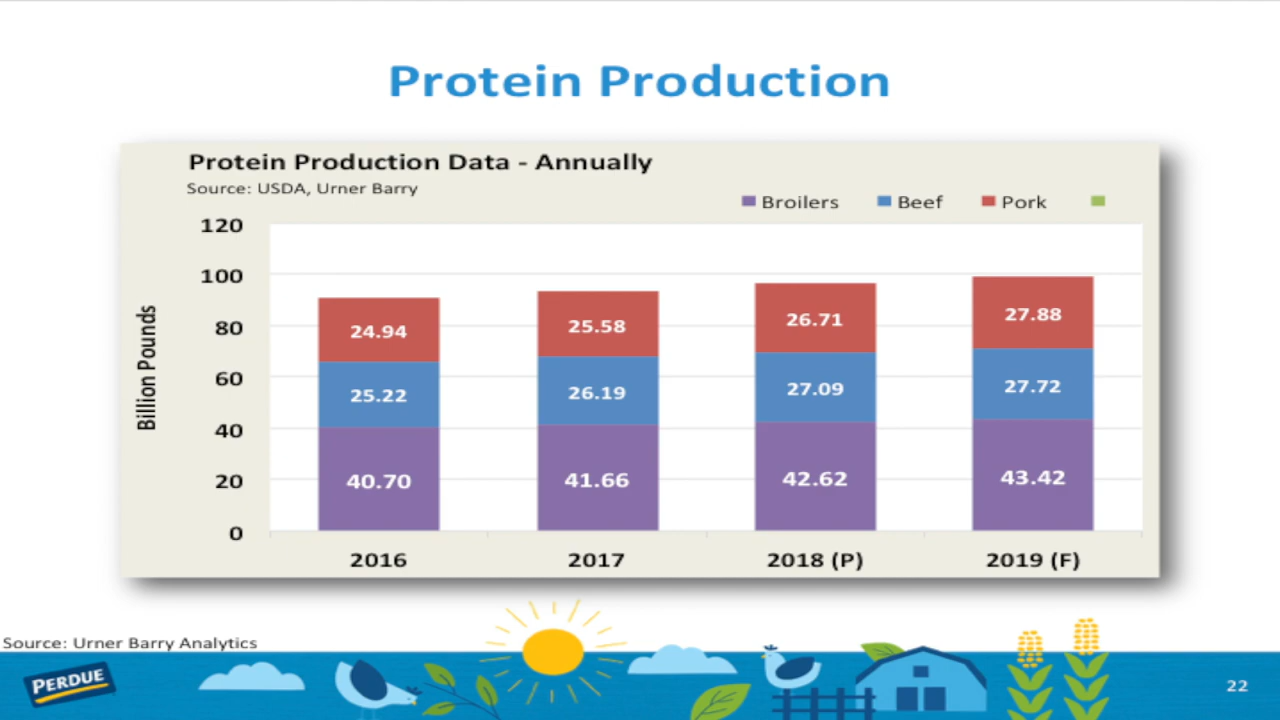 Protein Production
Protein Production Data - Annually
Source: USDA, Urner Barry
Broilers Beef Pork
120
100
80
60
40
20
0
Billion Pounds
24.94 25.58 26.71 27.88
25.22 26.19 27.09 27.72
40.70 41.66 42.62 43.42
2016 2017 2018 (P) 2019 (F)
Source: Urner Barry Analytics
PERDUE
22